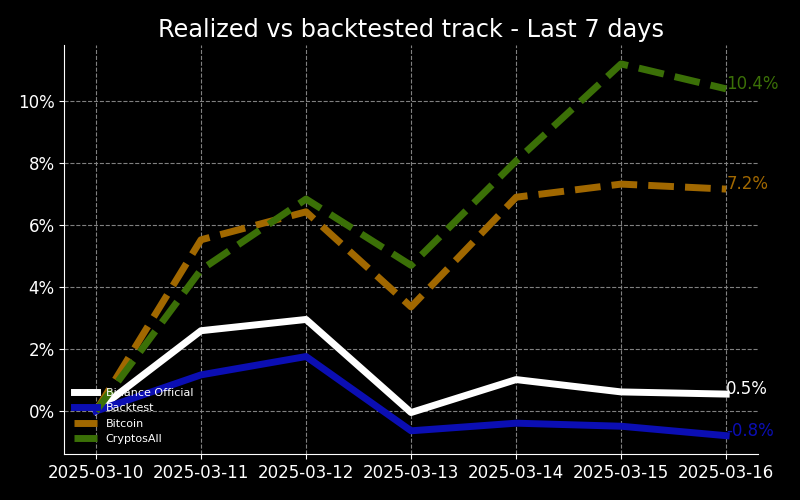 Realized vs backtested track - Last 7 days
10%
8%
6%
4%
2%
0%
10.4%
7.2%
0.5%
-0.8%
Binance Official
Backtest
Bitcoin
CryptosAll
2025-03-10 2025-03-11 2025-03-12 2025-03-13 2025-03-14 2025-03-15 2025-03-16